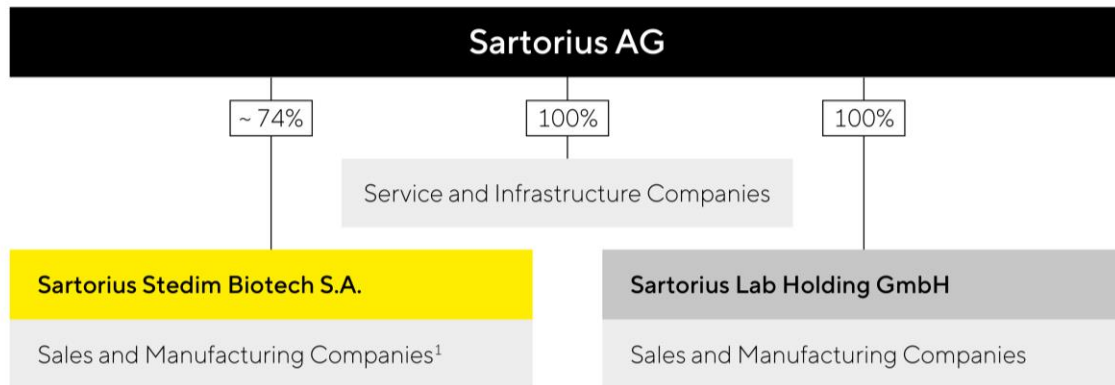 Sartorius AG
~ 74%
100%
100%
Service and Infrastructure Companies
Sartorius Stedim Biotech S.A.
Sartorius Lab Holding GmbH
Sales and Manufacturing Companies¹
Sales and Manufacturing Companies